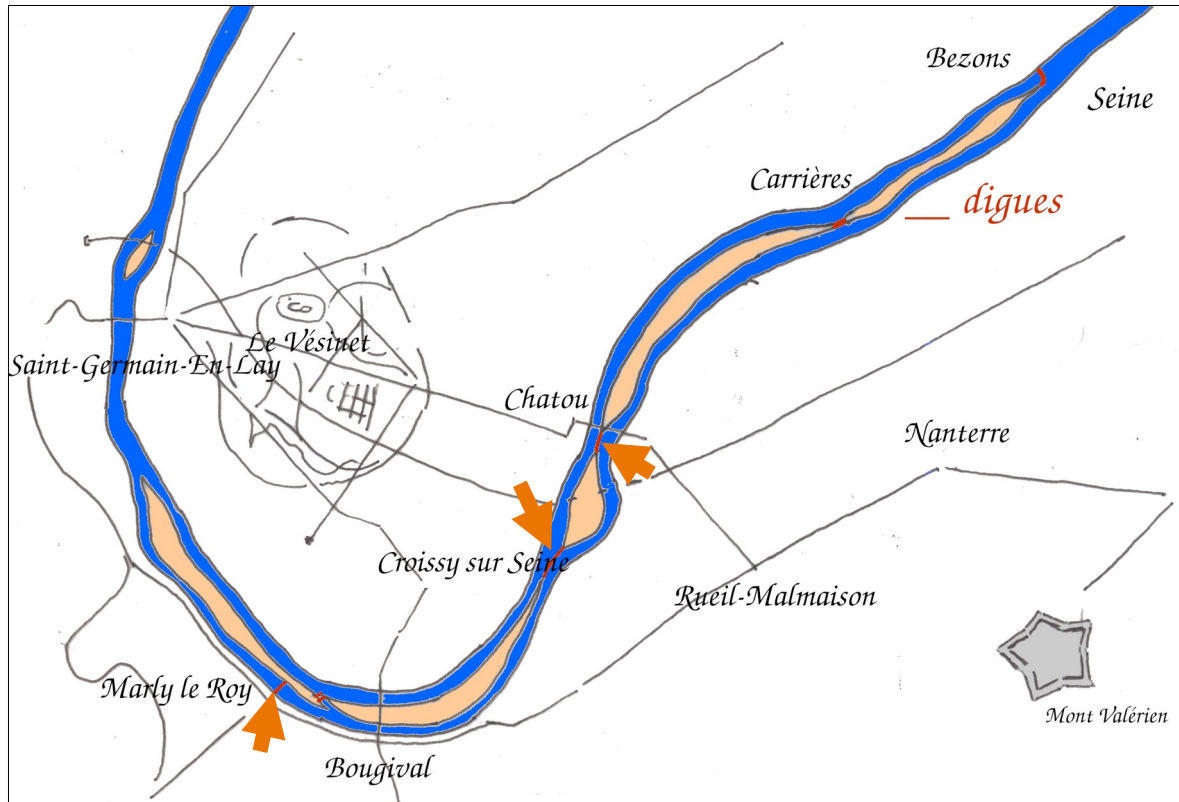 Bezons
Seine
Carrières
digues
Le Vésinet
Saint-Germain-En-Lay
Chatou
Nanterre
Croissy sur Seine
Rueil-Malmaison
Marly le Roy
Mont Valérien
Bougival